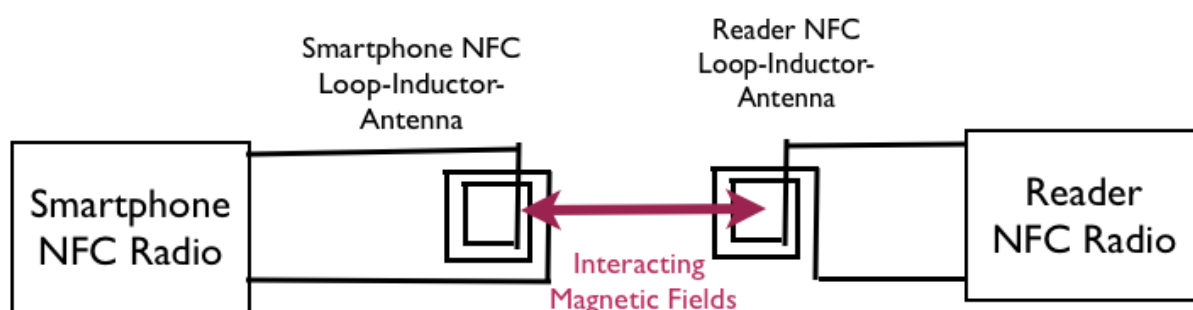 Smartphone NFC
Loop-Inductor-
Antenna
Reader NFC
Loop-Inductor-
Antenna
Smartphone
NFC Radio
Reader
NFC Radio
Interacting
Magnetic Fields